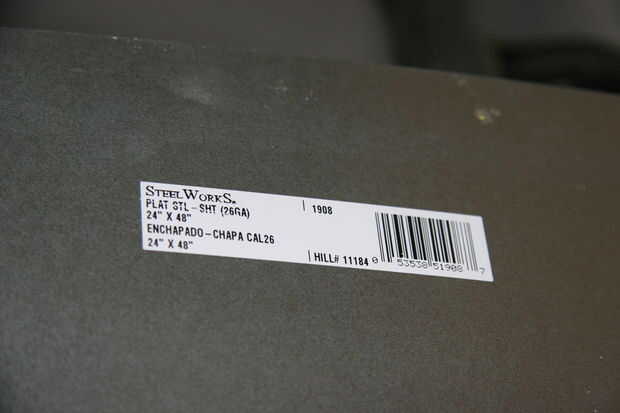 STEELWORKS®
PLAT STL-SHT (26GA) | 1908
24" X 48"
ENCHAPADO-CHAPA CAL26
24" X 48" | HILL# 11184
0 53538 51908 7